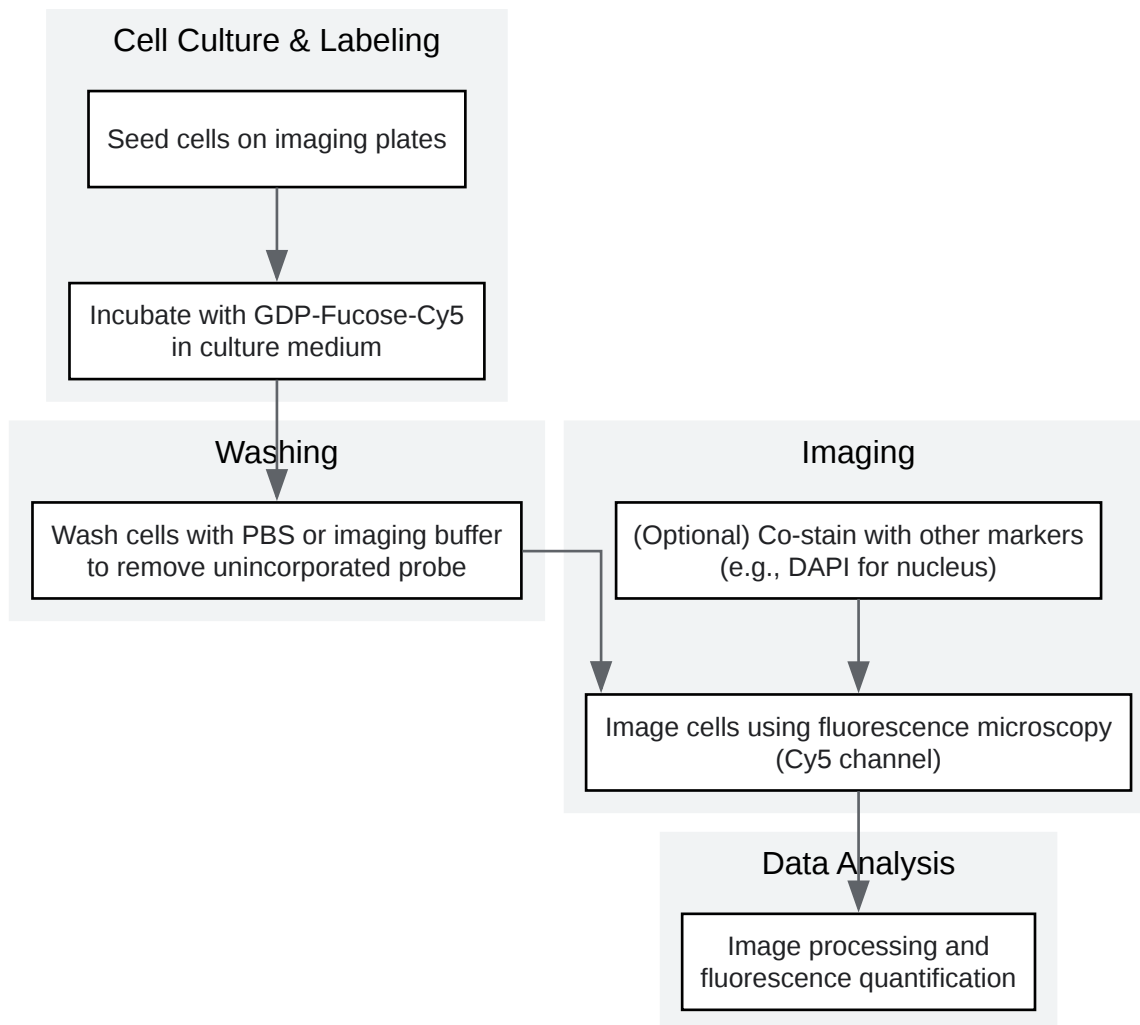 Cell Culture & Labeling
Seed cells on imaging plates
Incubate with GDP-Fucose-Cy5
in culture medium
Washing
Wash cells with PBS or imaging buffer
to remove unincorporated probe
Imaging
(Optional) Co-stain with other markers
(e.g., DAPI for nucleus)
Image cells using fluorescence microscopy
(Cy5 channel)
Data Analysis
Image processing and
fluorescence quantification